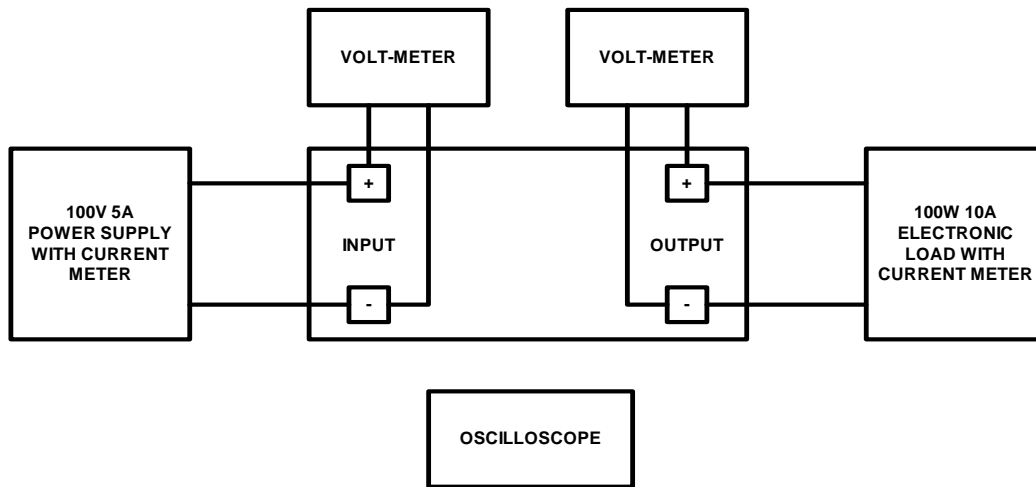 VOLT-METER
VOLT-METER
100V 5A
POWER SUPPLY
WITH CURRENT
METER
+
INPUT
-
+
OUTPUT
-
100W 10A
ELECTRONIC
LOAD WITH
CURRENT METER
OSCILLOSCOPE